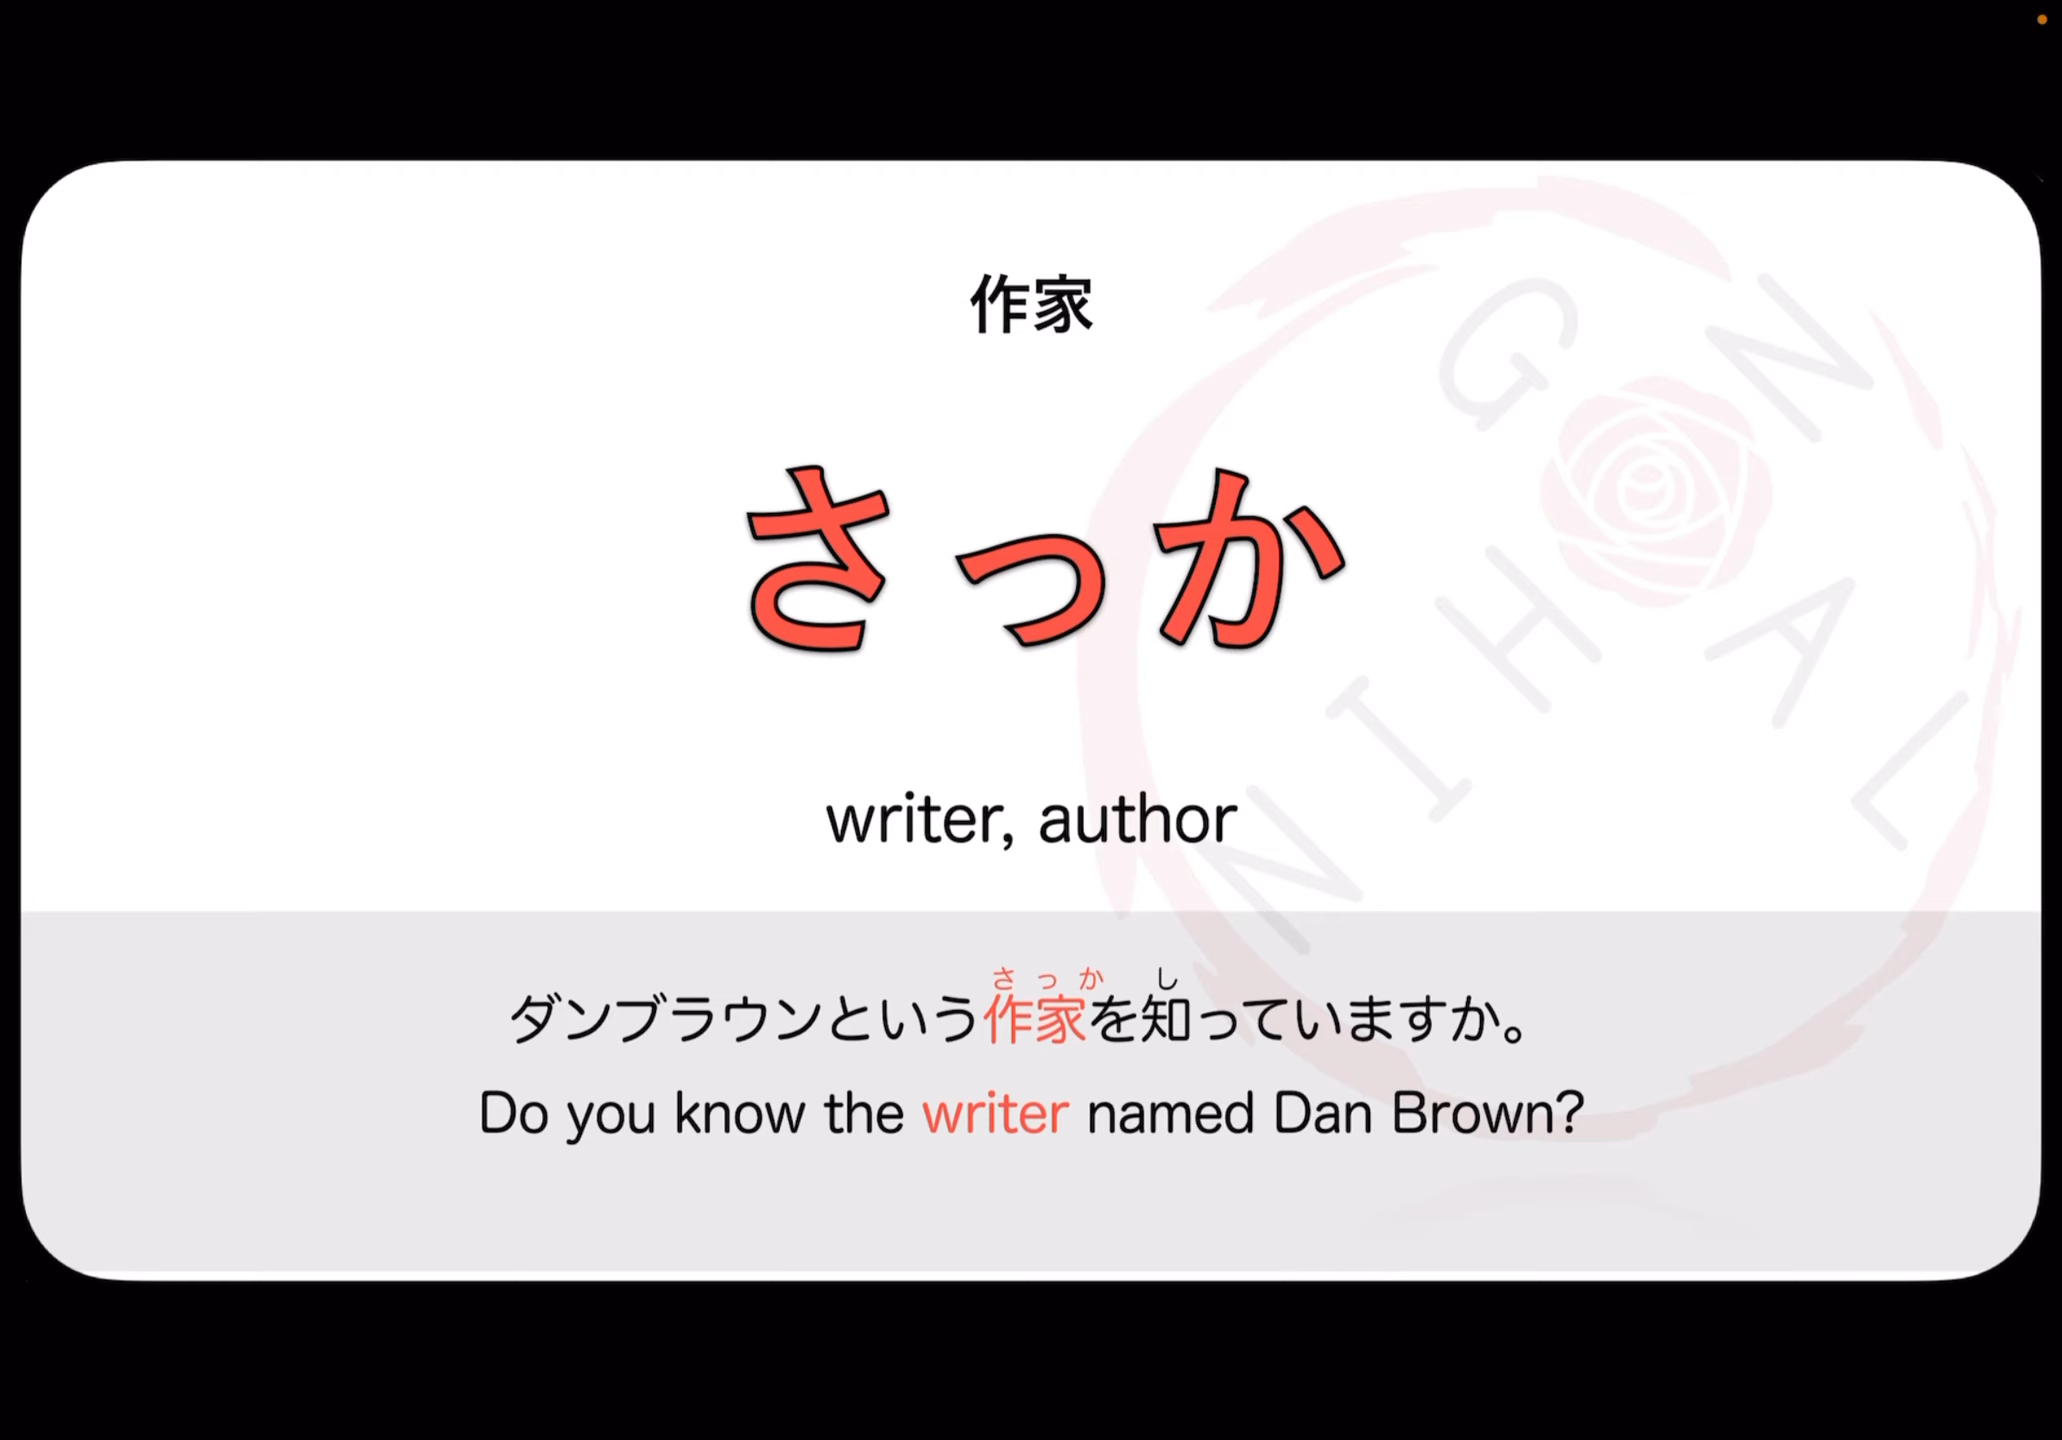 作家
さっか
writer, author
さっか し
ダンブラウンという作家を知っていますか。
Do you know the writer named Dan Brown?
NIHON
GAL